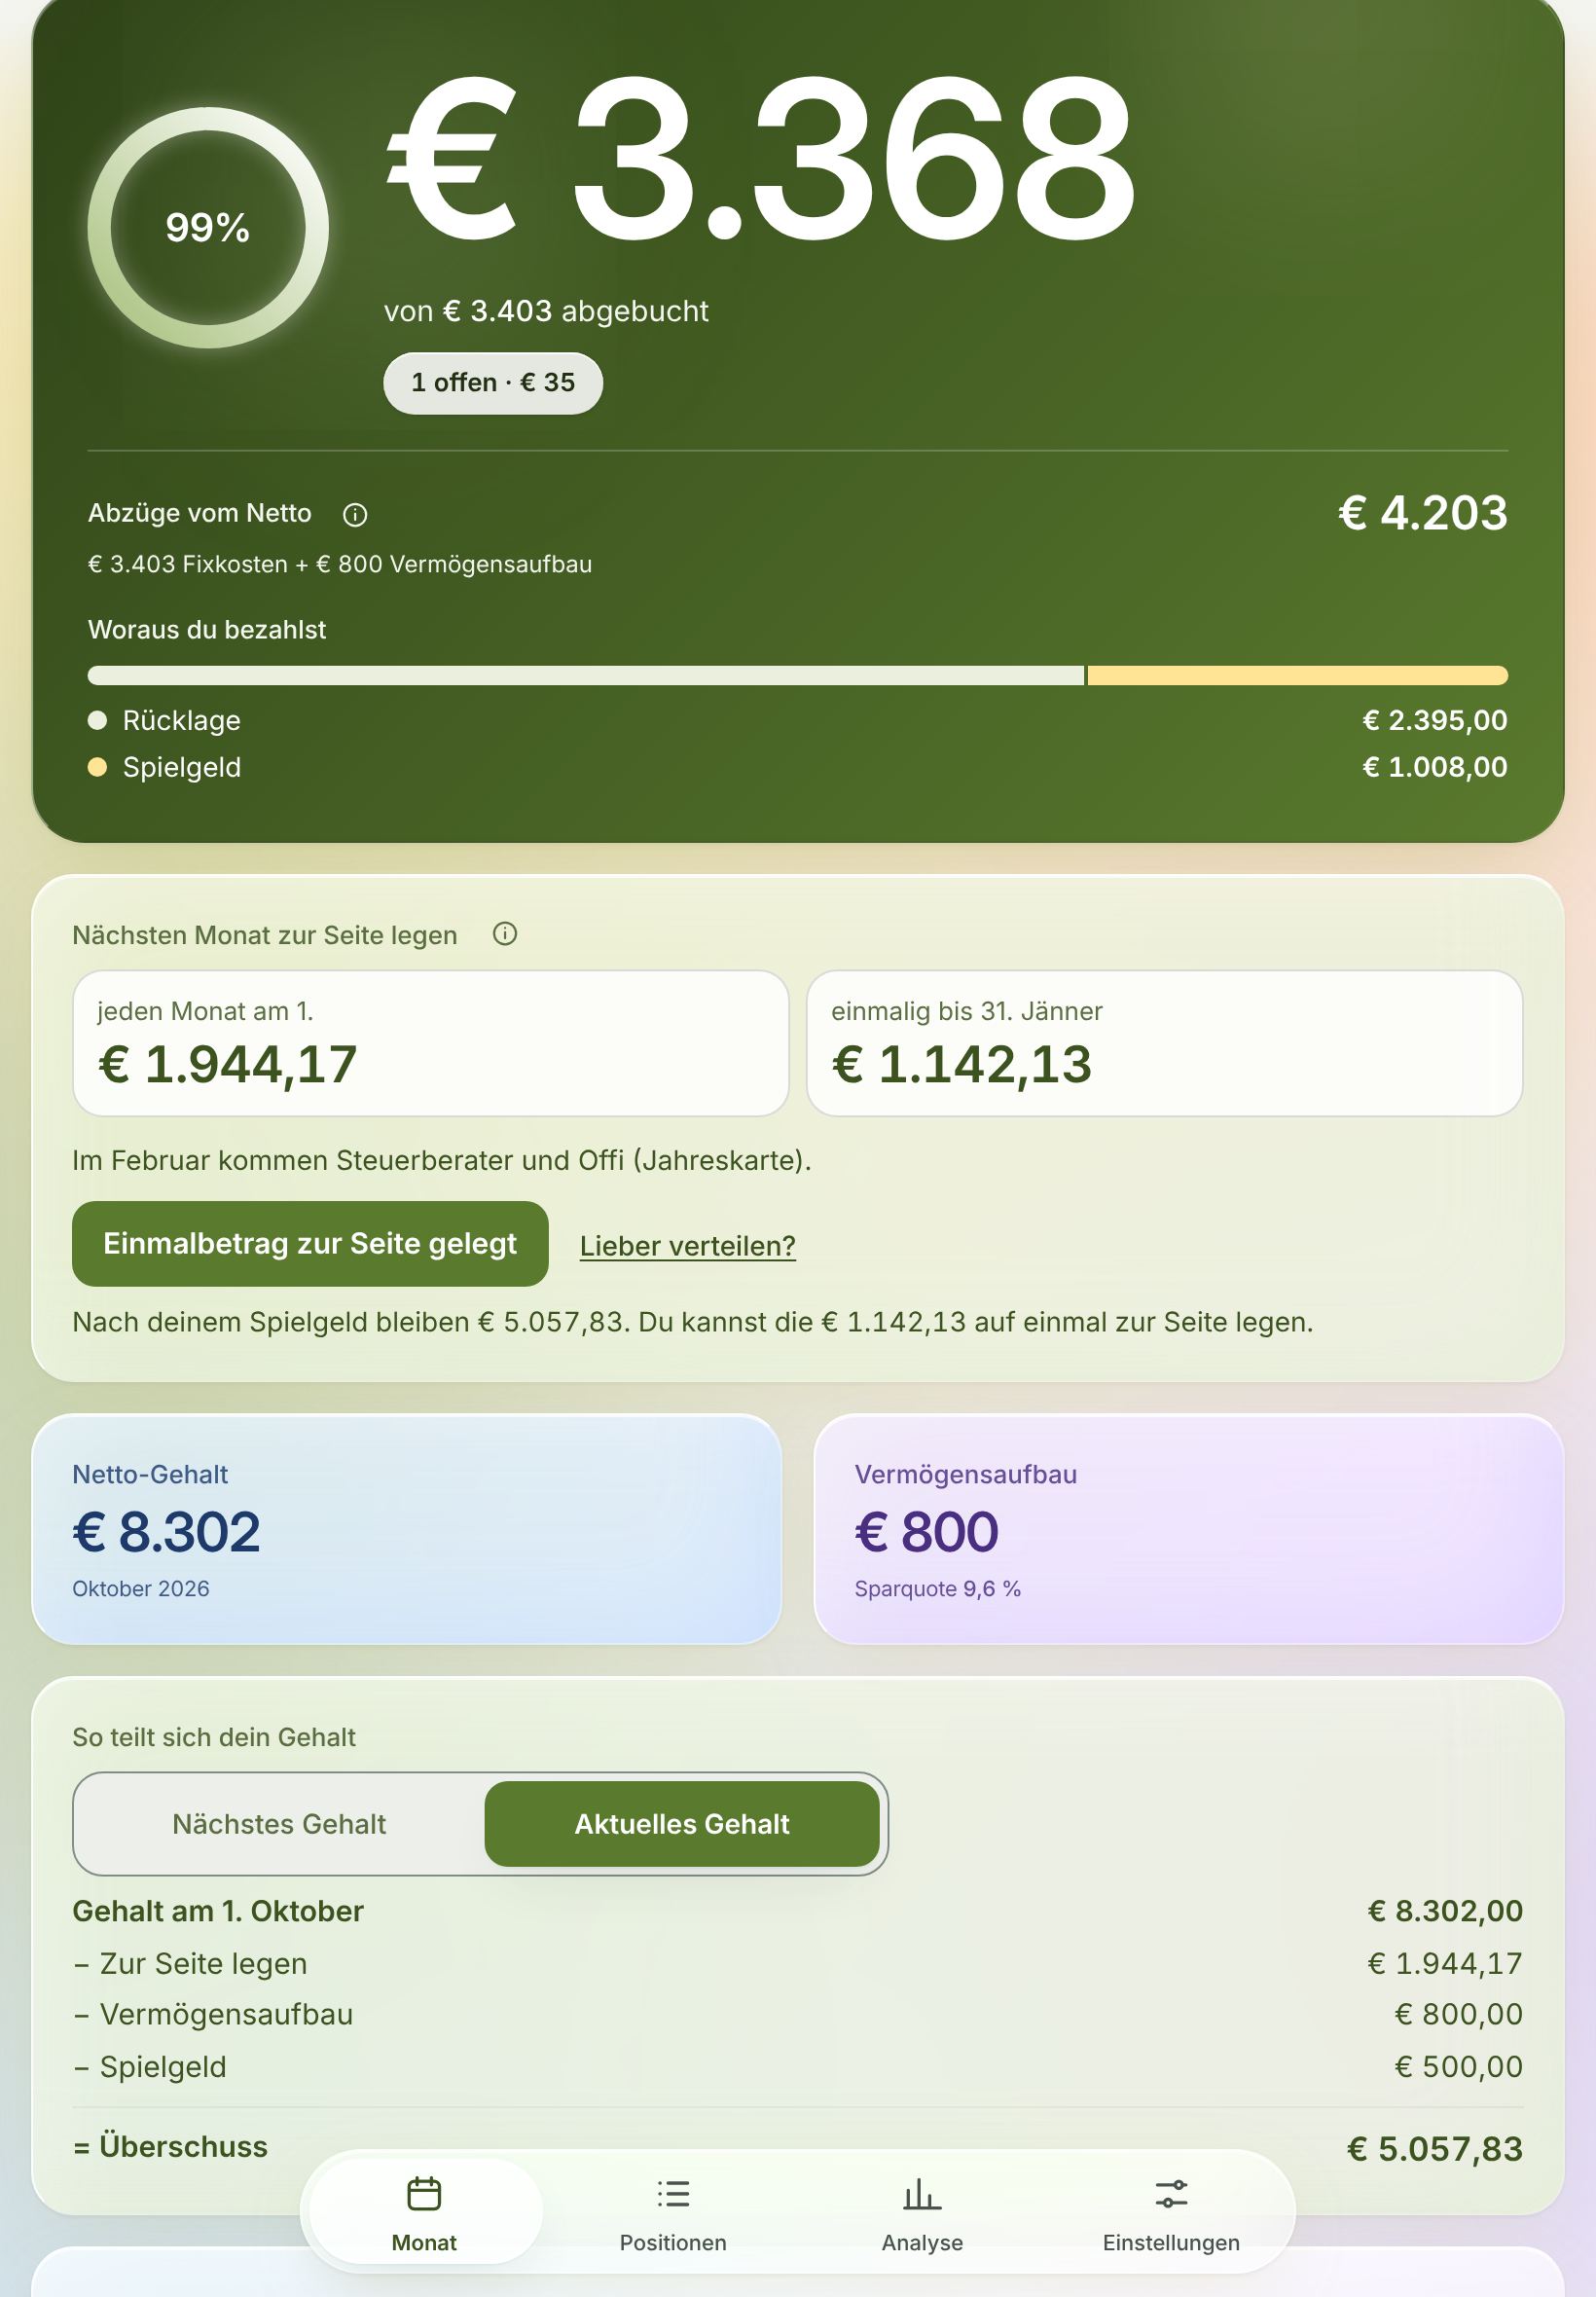 99%
€ 3.368
von € 3.403 abgebucht
1 offen · € 35
Abzüge vom Netto
€ 4.203
€ 3.403 Fixkosten + € 800 Vermögensaufbau
Woraus du bezahlst
Rücklage € 2.395,00
Spielgeld € 1.008,00
Nächsten Monat zur Seite legen
jeden Monat am 1.
€ 1.944,17
einmalig bis 31. Jänner
€ 1.142,13
Im Februar kommen Steuerberater und Offi (Jahreskarte).
Einmalbetrag zur Seite gelegt
Lieber verteilen?
Nach deinem Spielgeld bleiben € 5.057,83. Du kannst die € 1.142,13 auf einmal zur Seite legen.
Netto-Gehalt
€ 8.302
Oktober 2026
Vermögensaufbau
€ 800
Sparquote 9,6 %
So teilt sich dein Gehalt
Nächstes Gehalt
Aktuelles Gehalt
Gehalt am 1. Oktober € 8.302,00
– Zur Seite legen € 1.944,17
– Vermögensaufbau € 800,00
– Spielgeld € 500,00
= Überschuss € 5.057,83
Monat
Positionen
Analyse
Einstellungen